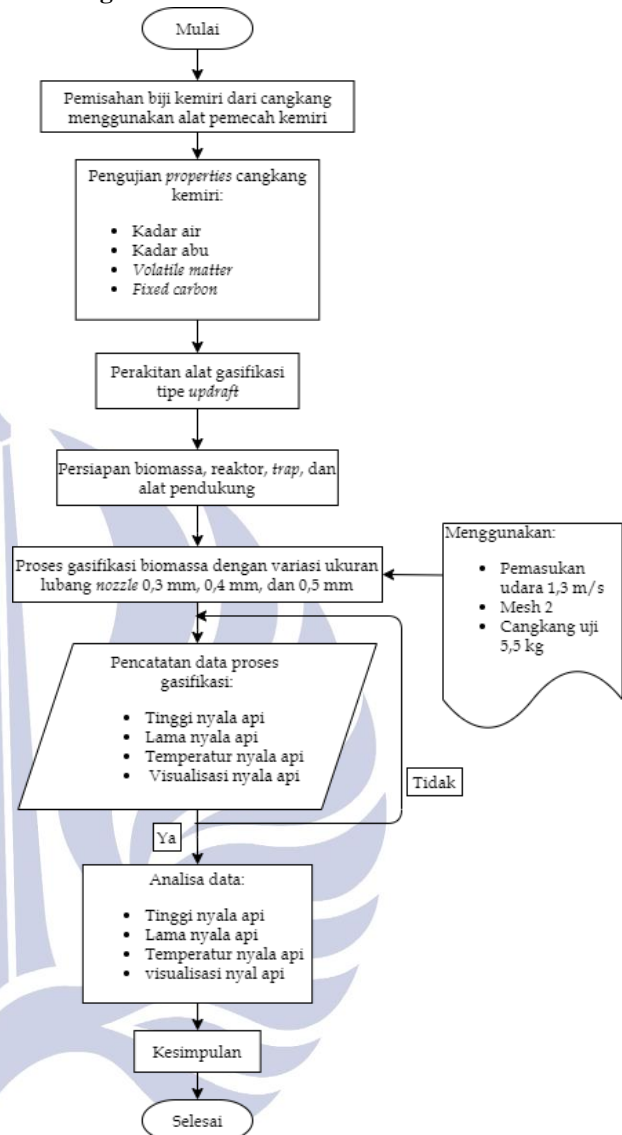 Mulai
Pemisahan biji kemiri dari cangkang
menggunakan alat pemecah kemiri
Pengujian properties cangkang
kemiri:
• Kadar air
• Kadar abu
• Volatile matter
• Fixed carbon
Perakitan alat gasifikasi
tipe updraft
Persiapan biomassa, reaktor, trap, dan
alat pendukung
Proses gasifikasi biomassa dengan variasi ukuran
lubang nozzle 0,3 mm, 0,4 mm, dan 0,5 mm
Menggunakan:
• Pemasukan
udara 1,3 m/s
• Mesh 2
• Cangkang uji
5,5 kg
Pencatatan data proses
gasifikasi:
• Tinggi nyala api
• Lama nyala api
• Temperatur nyala api
• Visualisasi nyala api
Tidak
Ya
Analisa data:
• Tinggi nyala api
• Lama nyala api
• Temperatur nyala api
• visualisasi nyal api
Kesimpulan
Selesai